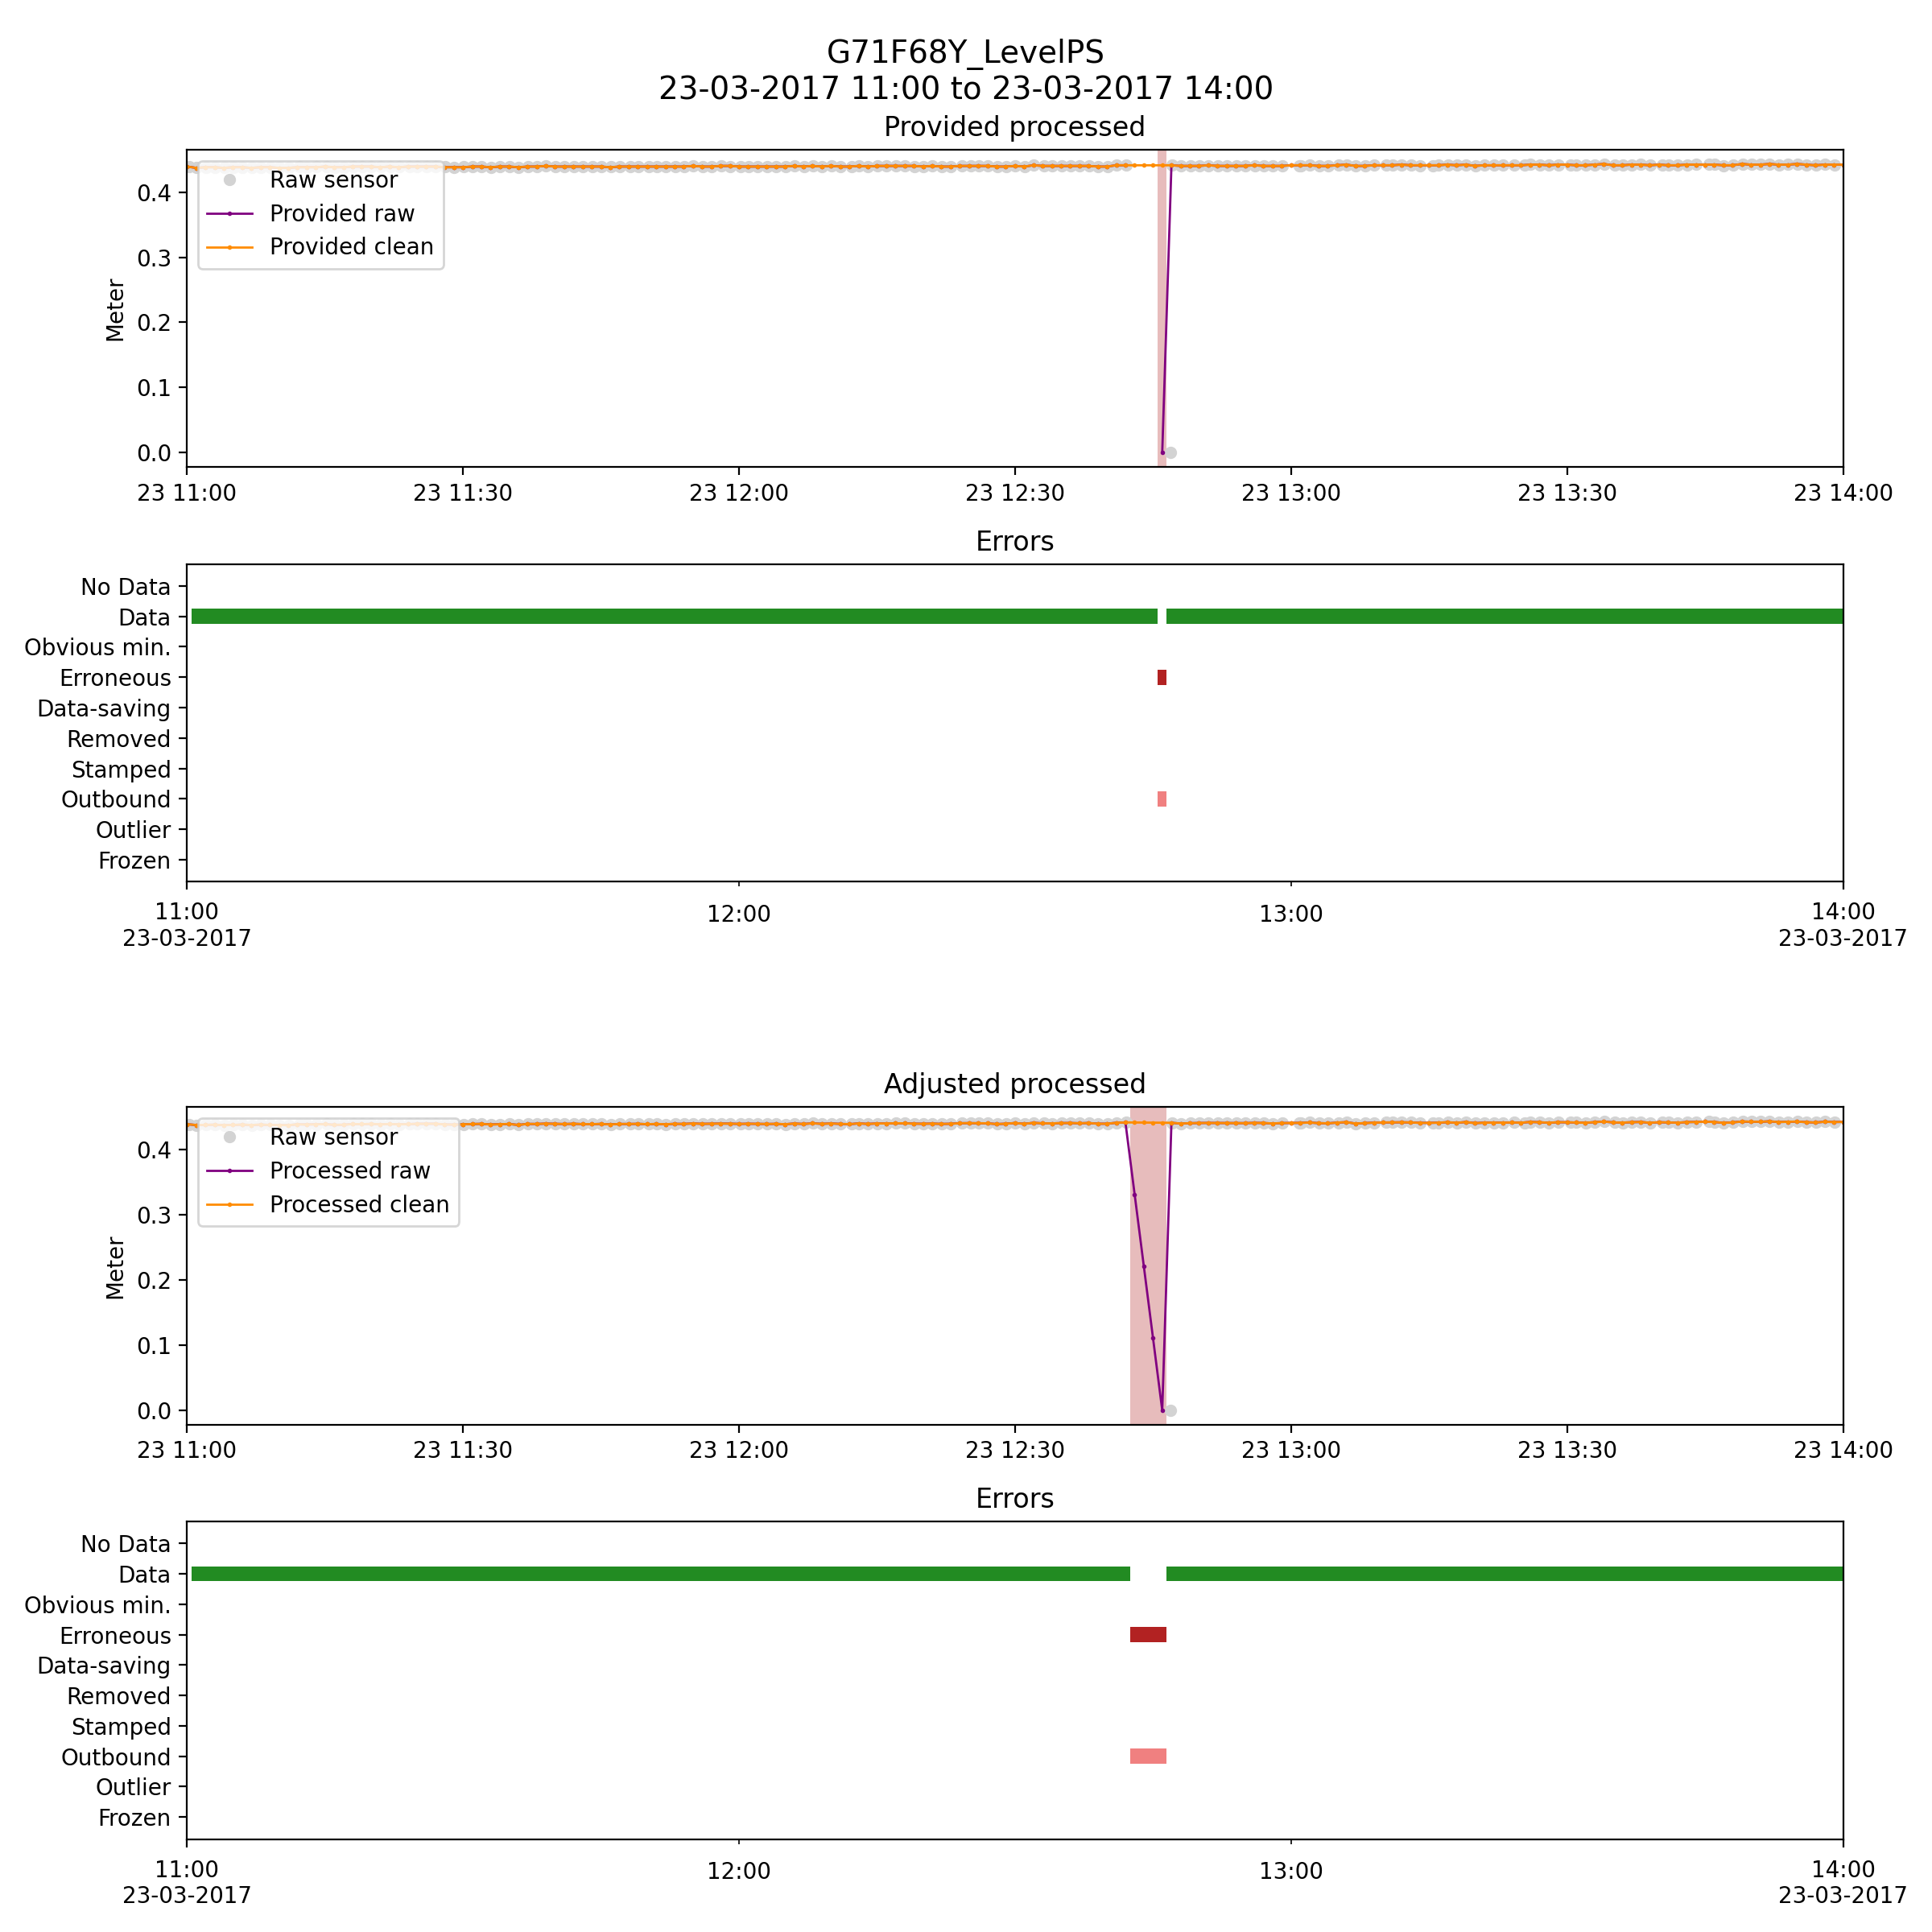 G71F68Y_LevelPS
23-03-2017 11:00 to 23-03-2017 14:00
Provided processed
Raw sensor
Provided raw
Provided clean
Meter
0.4
0.3
0.2
0.1
0.0
23 11:00 23 11:30 23 12:00 23 12:30 23 13:00 23 13:30 23 14:00
Errors
No Data
Data
Obvious min.
Erroneous
Data-saving
Removed
Stamped
Outbound
Outlier
Frozen
11:00 12:00 13:00 14:00
23-03-2017 23-03-2017
Adjusted processed
Raw sensor
Processed raw
Processed clean
Meter
0.4
0.3
0.2
0.1
0.0
23 11:00 23 11:30 23 12:00 23 12:30 23 13:00 23 13:30 23 14:00
Errors
No Data
Data
Obvious min.
Erroneous
Data-saving
Removed
Stamped
Outbound
Outlier
Frozen
11:00 12:00 13:00 14:00
23-03-2017 23-03-2017